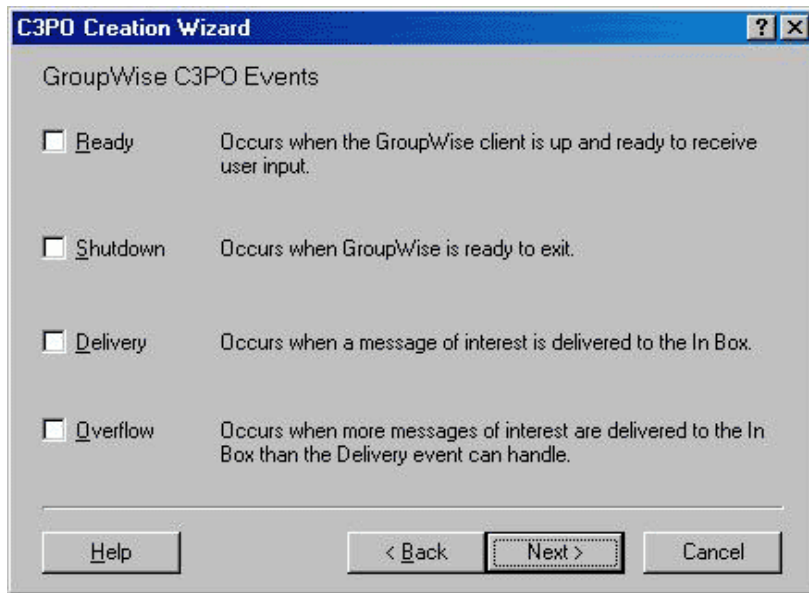 C3PO Creation Wizard
GroupWise C3PO Events
Ready
Occurs when the GroupWise client is up and ready to receive
user input.
Shutdown
Occurs when GroupWise is ready to exit.
Delivery
Occurs when a message of interest is delivered to the In Box.
Overflow
Occurs when more messages of interest are delivered to the In
Box than the Delivery event can handle.
Help
< Back
Next >
Cancel